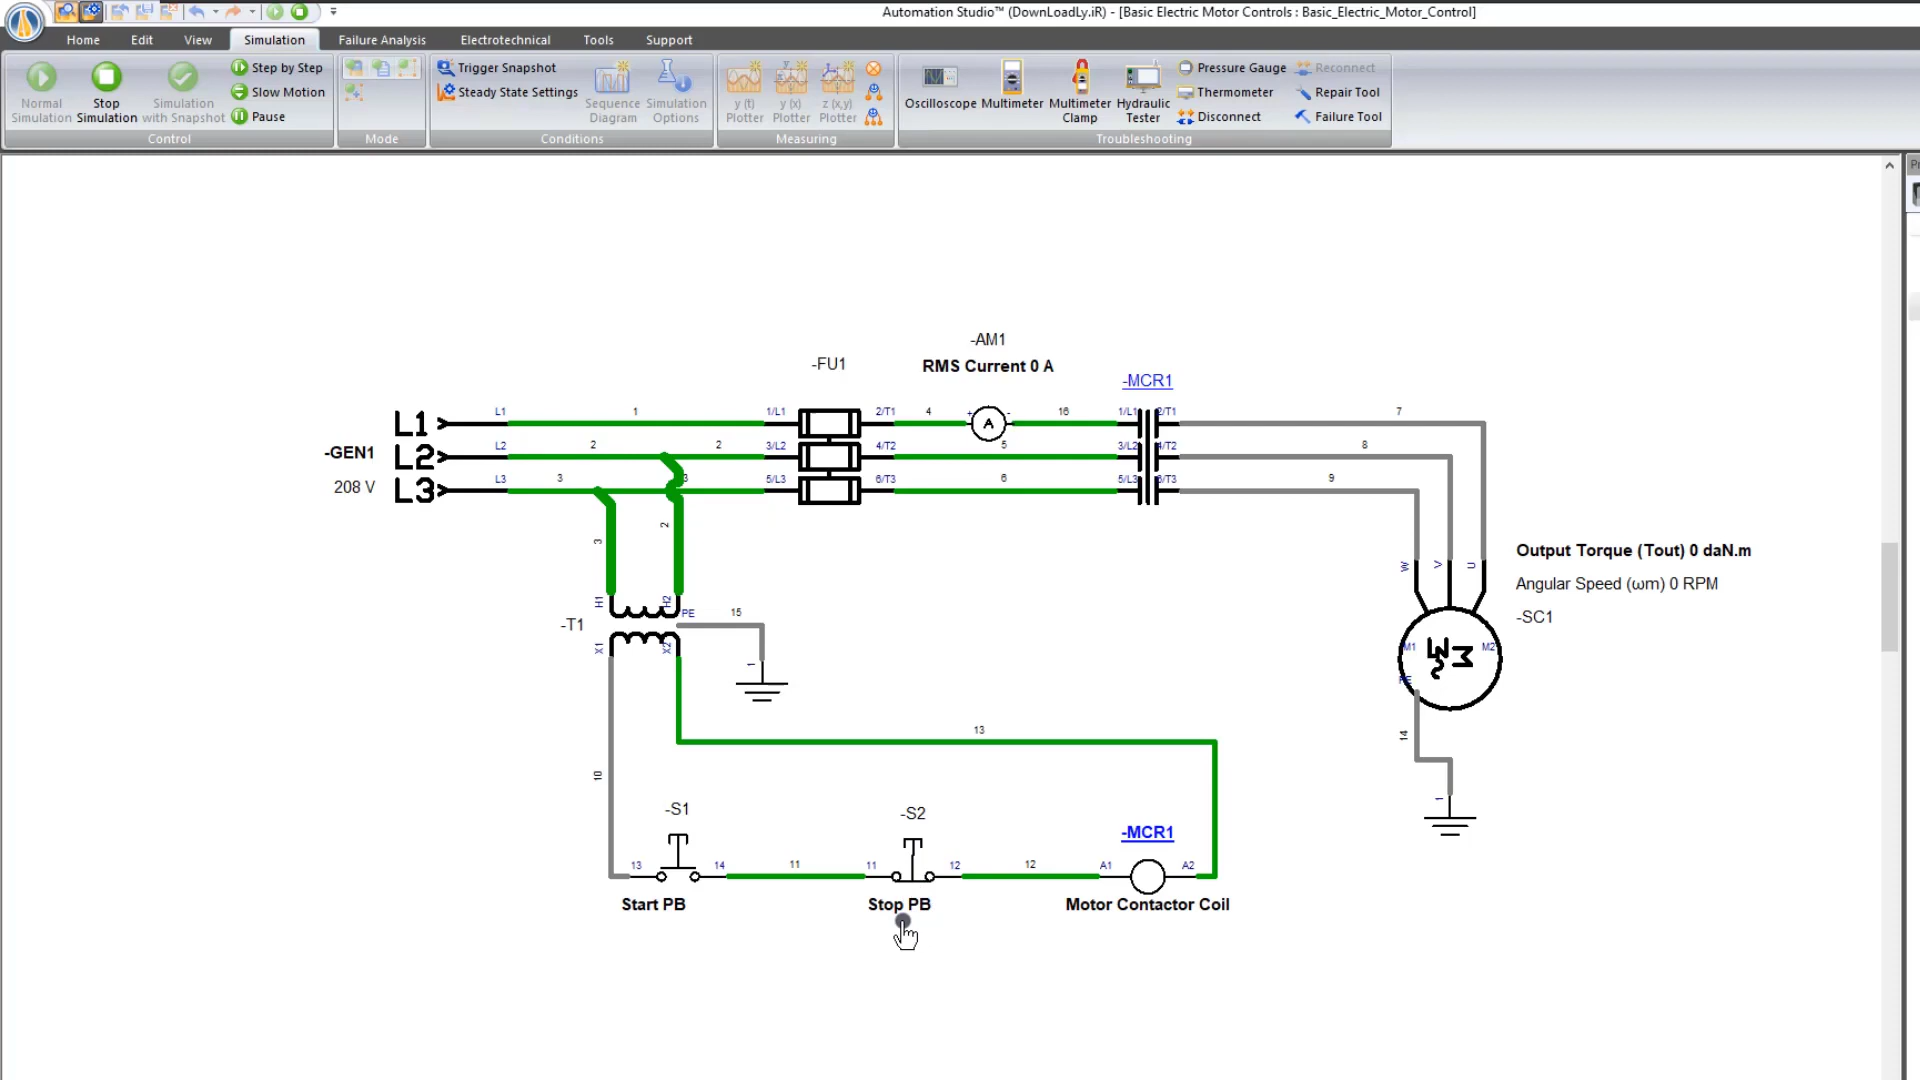 Automation Studio™ (DownLoadLy.iR) - [Basic Electric Motor Controls : Basic_Electric_Motor_Control]
Home Edit View Simulation Failure Analysis Electrotechnical Tools Support
Normal Simulation
Stop Simulation
Simulation with Snapshot
Step by Step
Slow Motion
Pause
Control
Mode
Trigger Snapshot
Steady State Settings
Sequence Diagram
Simulation Options
Conditions
y (t) Plotter
y (x) Plotter
z (x,y) Plotter
Measuring
Oscilloscope
Multimeter
Multimeter Clamp
Hydraulic Tester
Pressure Gauge
Thermometer
Disconnect
Reconnect
Repair Tool
Failure Tool
Troubleshooting
-AM1
-FU1
RMS Current 0 A
-MCR1
L1 L1 1 1/L1 2/T1 4 + A - 16 1/L1 2/T1 7
-GEN1
L2 L2 2 2 3/L2 4/T2 5 3/L2 4/T2 8
208 V
L3 L3 3 3 5/L3 6/T3 6 5/L3 6/T3 9
3 2
W V U
Output Torque (Tout) 0 daN.m
Angular Speed (ωm) 0 RPM
-SC1
H1 H2 PE 15
-T1
X1 X2
1
M1 M2
PE
14
1
13
10
-S1
-S2
-MCR1
13 14 11 11 12 12 A1 A2
Start PB
Stop PB
Motor Contactor Coil